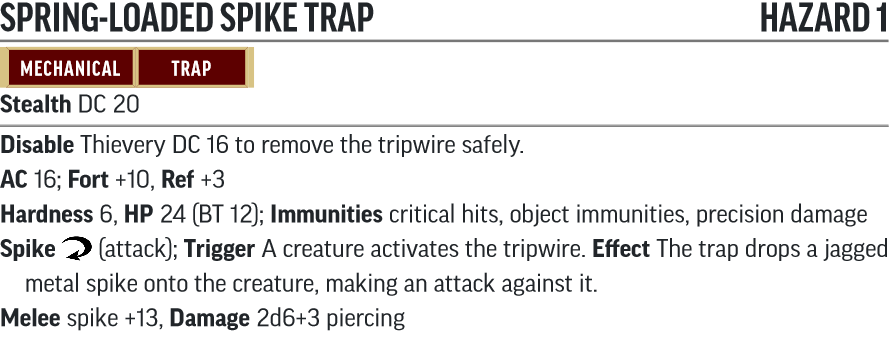 SPRING-LOADED SPIKE TRAP HAZARD 1
MECHANICAL TRAP
Stealth DC 20
Disable Thievery DC 16 to remove the tripwire safely.
AC 16; Fort +10, Ref +3
Hardness 6, HP 24 (BT 12); Immunities critical hits, object immunities, precision damage
Spike (attack); Trigger A creature activates the tripwire. Effect The trap drops a jagged
metal spike onto the creature, making an attack against it.
Melee spike +13, Damage 2d6+3 piercing